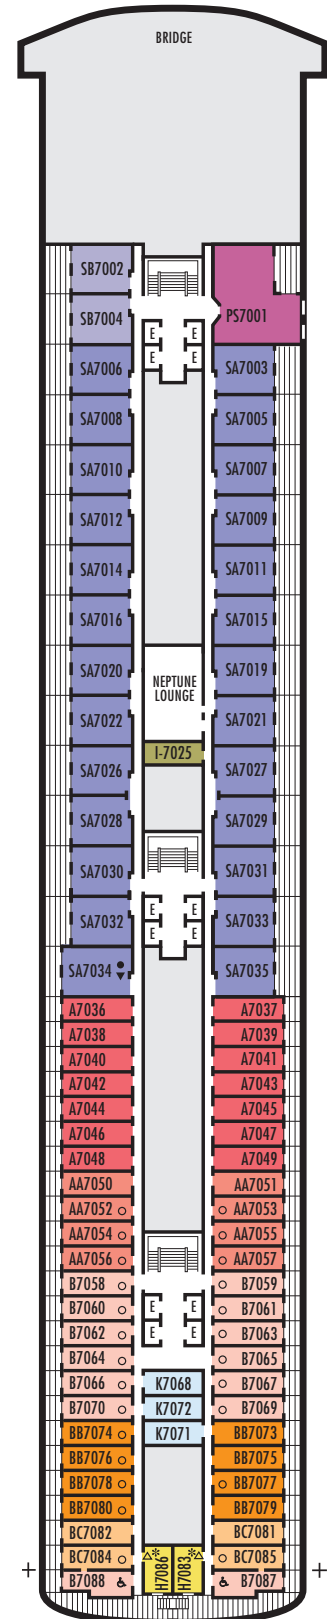 BRIDGE
SB7002
SB7004 PS7001
E E
E E
SA7006 SA7003
SA7008 SA7005
SA7010 SA7007
SA7012 SA7009
SA7014 SA7011
SA7016 SA7015
SA7020 SA7019
NEPTUNE
LOUNGE
SA7022 SA7021
I-7025
SA7026 SA7027
SA7028 SA7029
SA7030 SA7031
E E
SA7032 SA7033
E E
SA7034 SA7035
A7036 A7037
A7038 A7039
A7040 A7041
A7042 A7043
A7044 A7045
A7046 A7047
A7048 A7049
AA7050 AA7051
AA7052 AA7053
AA7054 AA7055
AA7056 AA7057
B7058 B7059
B7060 E E B7061
B7062 E E B7063
B7064 B7065
B7066 K7068 B7067
B7070 K7072 B7069
BB7074 K7071 BB7073
BB7076 BB7075
BB7078 BB7077
BB7080 BB7079
BC7082 BC7081
BC7084 BC7085
B7088 H7086 H7083 B7087